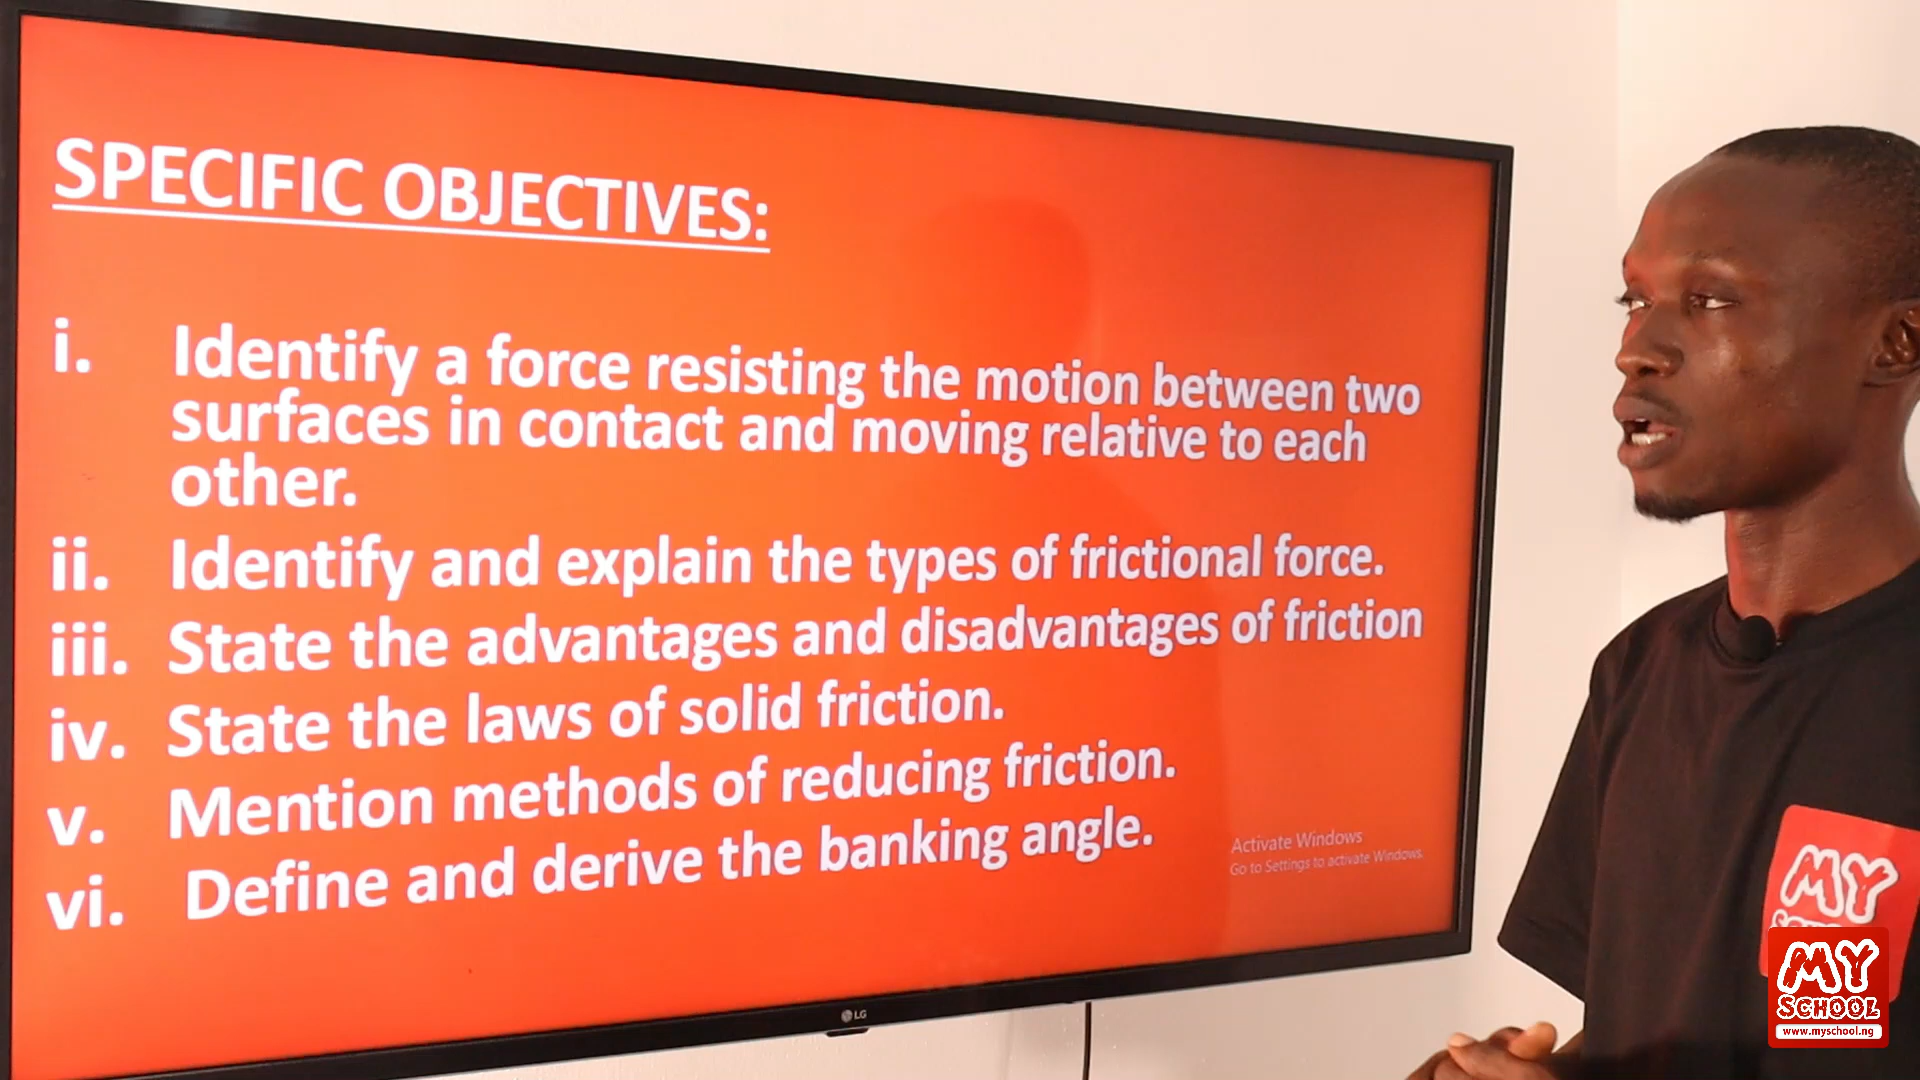 SPECIFIC OBJECTIVES:
i. Identify a force resisting the motion between two
surfaces in contact and moving relative to each
other.
ii. Identify and explain the types of frictional force.
iii. State the advantages and disadvantages of friction
iv. State the laws of solid friction.
v. Mention methods of reducing friction.
vi. Define and derive the banking angle.
Activate Windows
Go to Settings to activate Windows.
LG
MY
MY
SCHOOL
www.myschool.ng